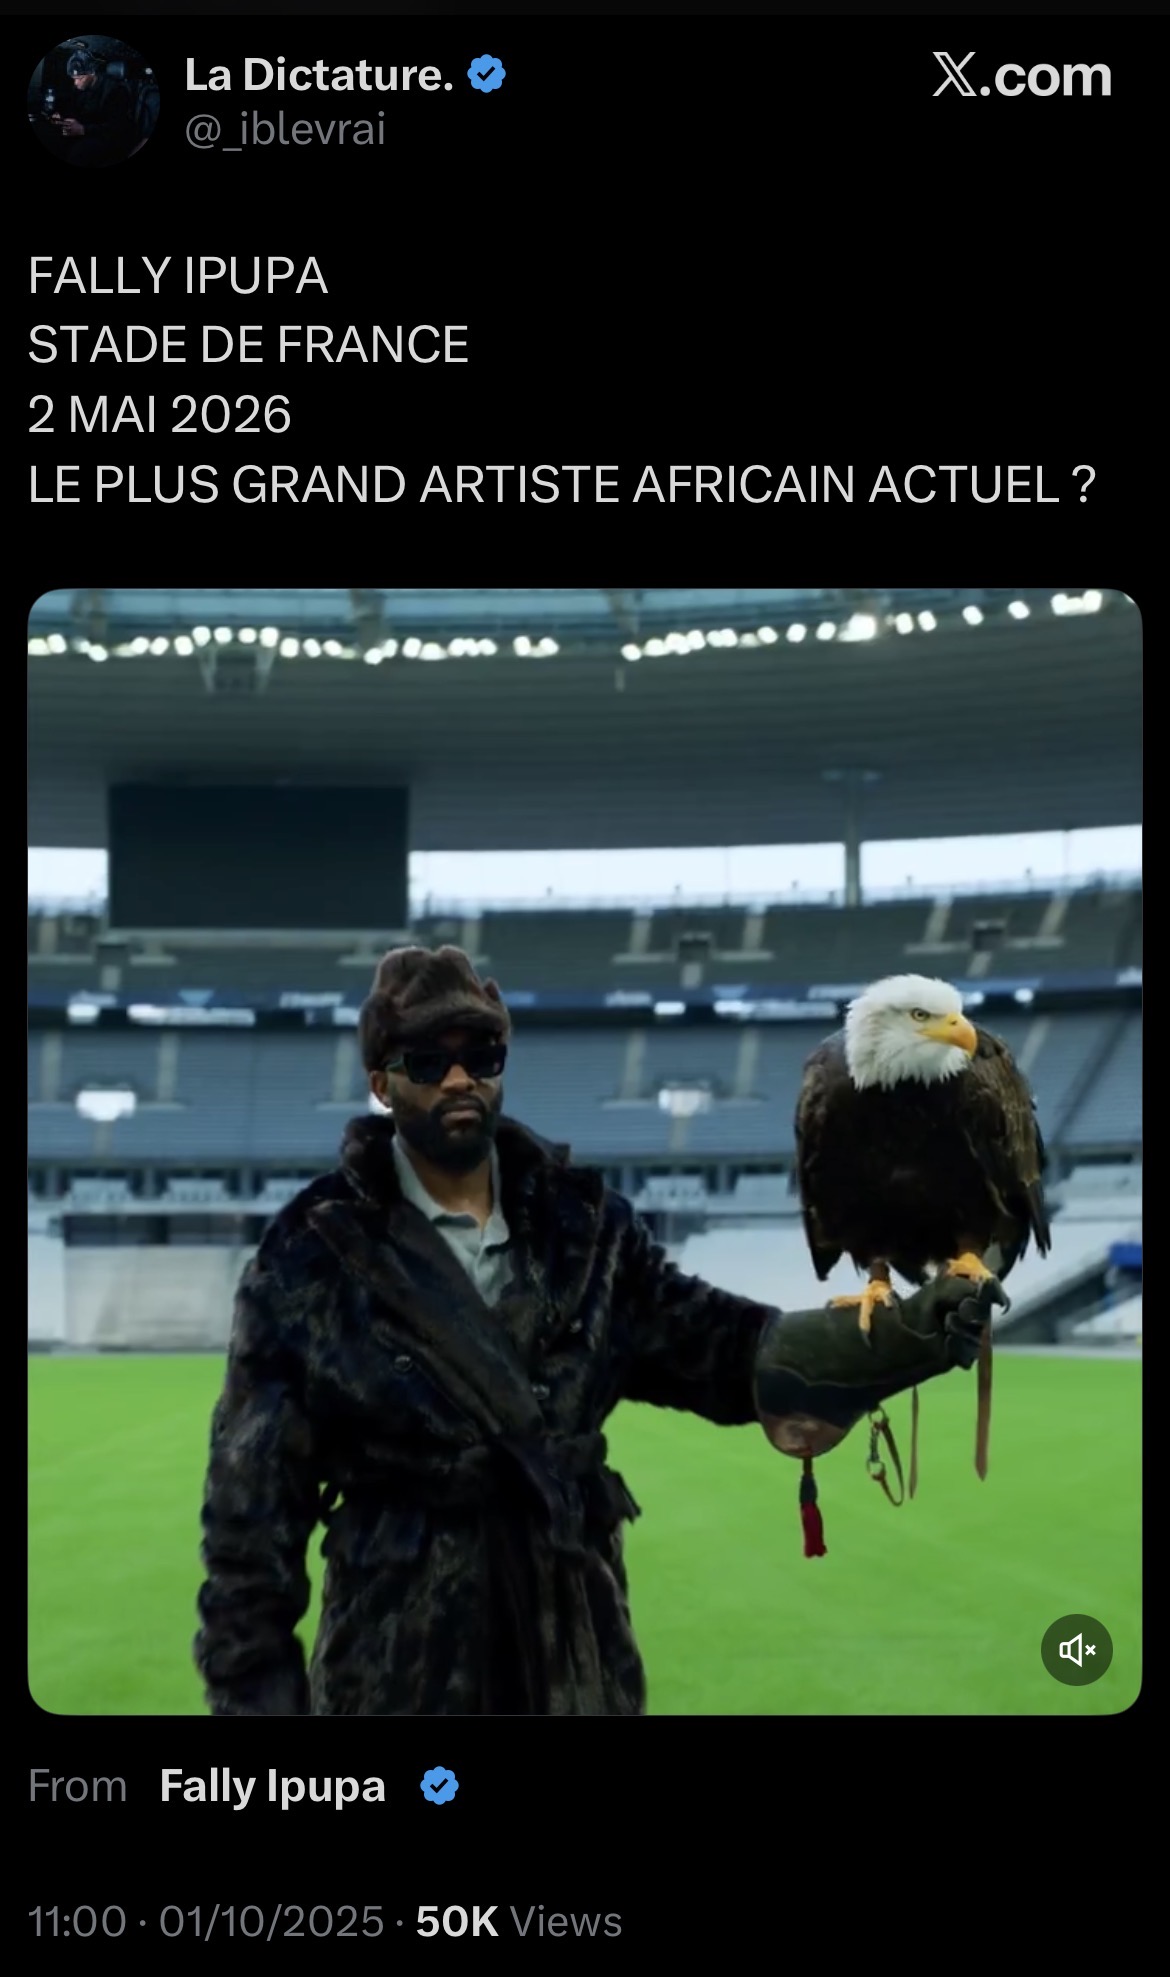 La Dictature.
X.com
@_iblevrai
FALLY IPUPA
STADE DE FRANCE
2 MAI 2026
LE PLUS GRAND ARTISTE AFRICAIN ACTUEL ?
From Fally Ipupa
11:00 · 01/10/2025 · 50K Views